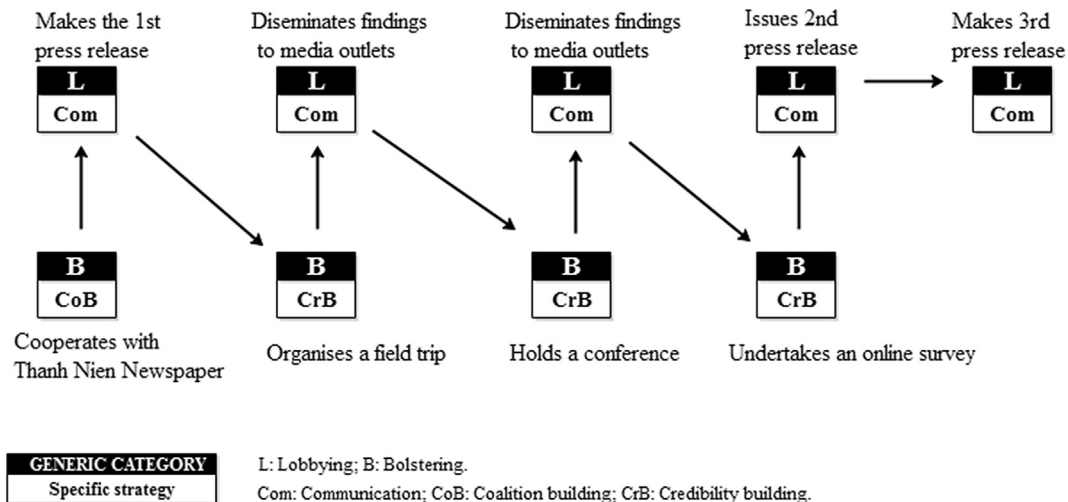 Makes the 1st
press release
Diseminates findings
to media outlets
Diseminates findings
to media outlets
Issues 2nd
press release
Makes 3rd
press release
L
Com
L
Com
L
Com
L
Com
L
Com
B
CoB
B
CrB
B
CrB
B
CrB
Cooperates with
Thanh Nien Newspaper
Organises a field trip
Holds a conference
Undertakes an online survey
GENERIC CATEGORY
Specific strategy
L: Lobbying; B: Bolstering.
Com: Communication; CoB: Coalition building; CrB: Credibility building.